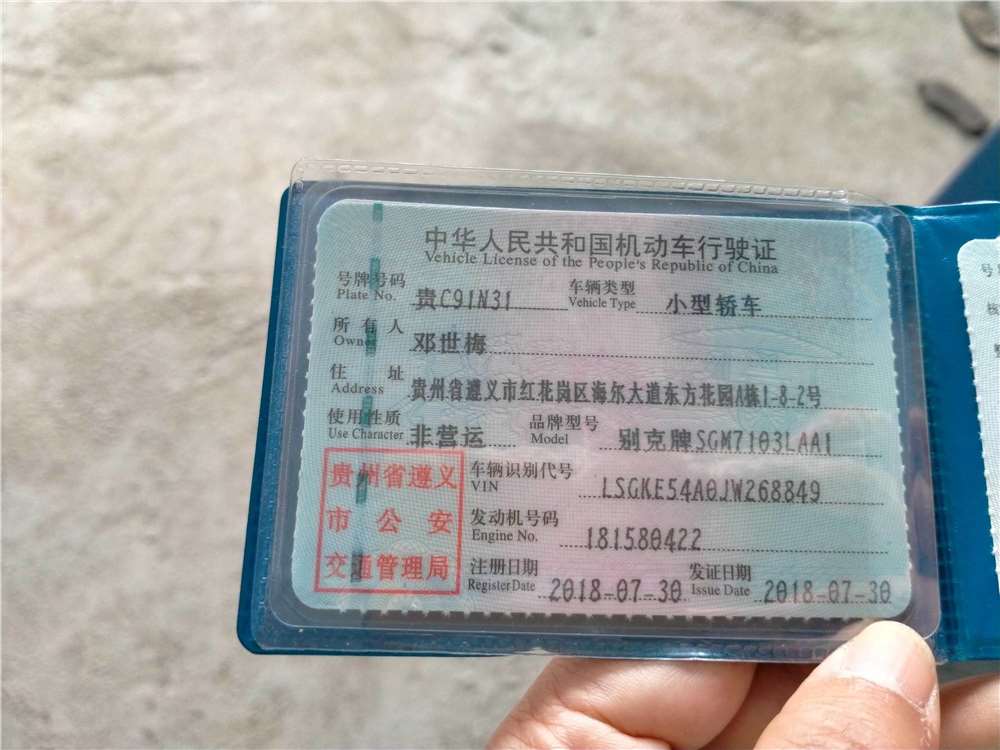 中华人民共和国机动车行驶证
Vehicle License of the People's Republic of China
号牌号码 贵C91N31 车辆类型 小型轿车
Plate No. Vehicle Type
所有人 邓世梅
Owner
住址 贵州省遵义市红花岗区海尔大道东方花园A栋1-8-2号
Address
使用性质 非营运 品牌型号 别克牌SGM7103LAA1
Use Character Model
贵州省遵义 车辆识别代号 LSGKE54A0JW268849
VIN
市公安 发动机号码 181580422
Engine No.
交通管理局 注册日期 2018-07-30 发证日期 2018-07-30
Register Date Issue Date
号